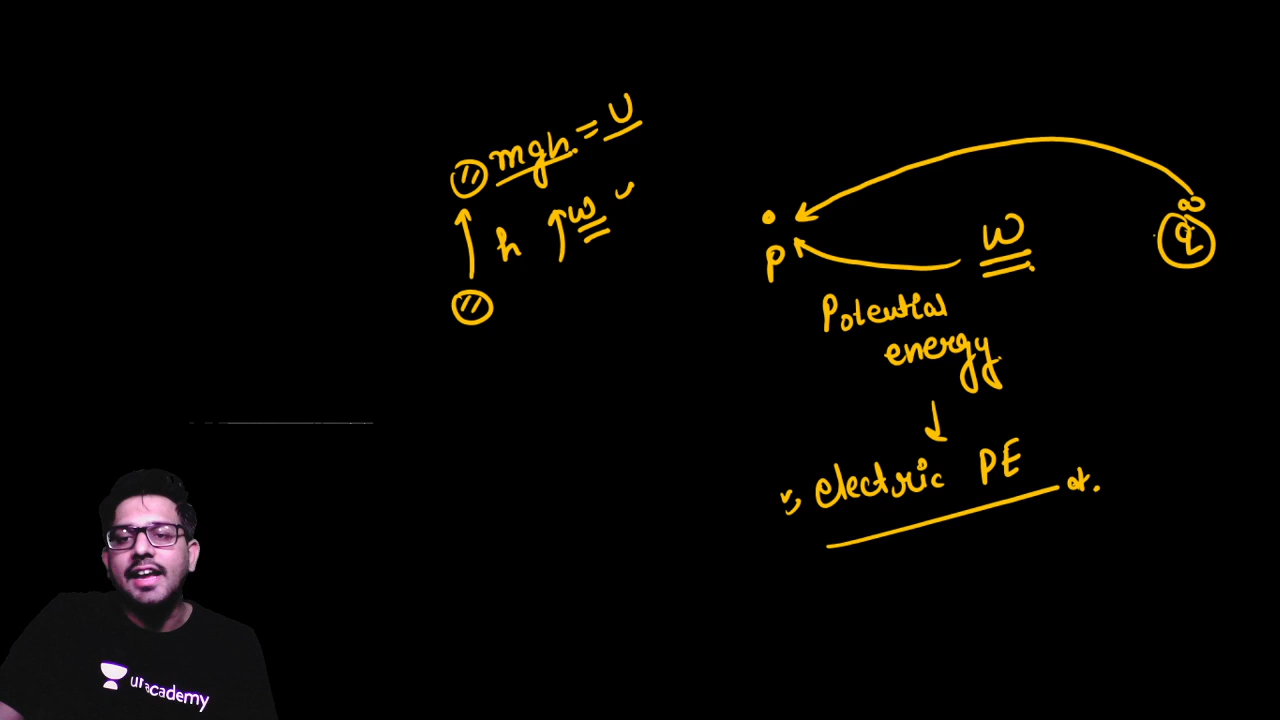 mgh = U
h
W
∞
q
P
W
Potential
energy
↓
electric PE
unacademy